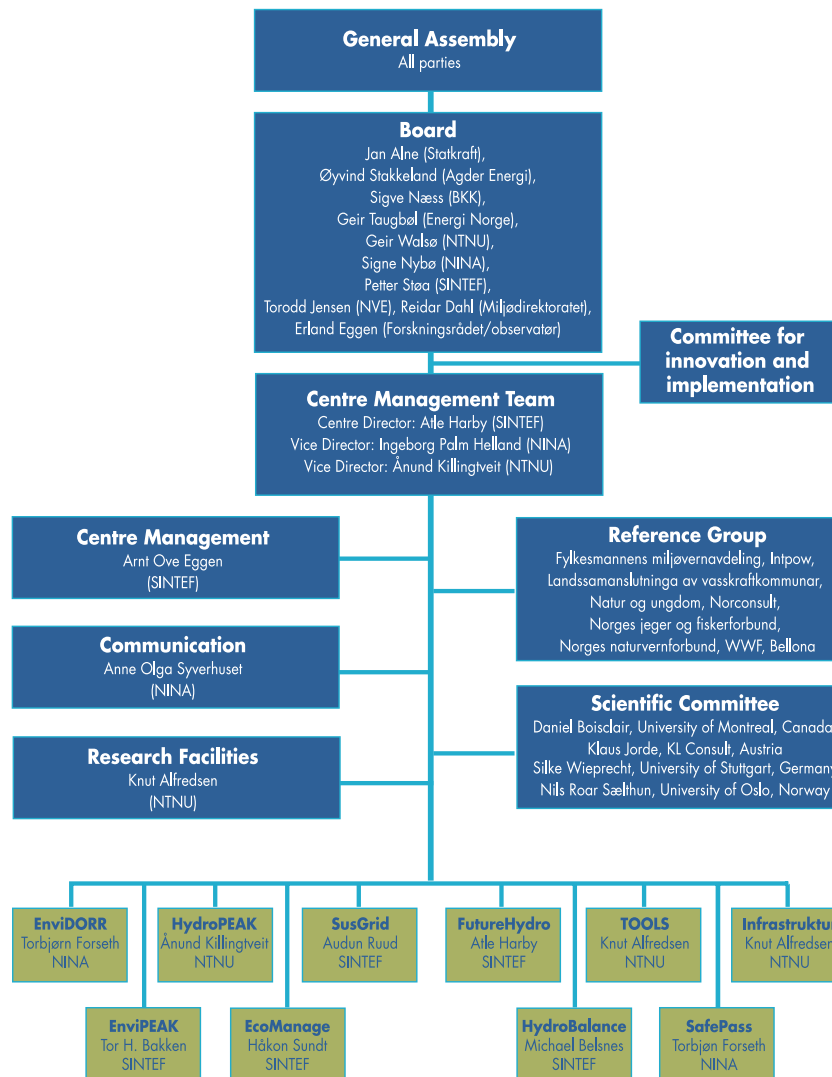 General Assembly
All parties
Board
Jan Alne (Statkraft),
Øyvind Stakkeland (Agder Energi),
Sigve Næss (BKK),
Geir Taugbøl (Energi Norge),
Geir Walsø (NTNU),
Signe Nybø (NINA),
Petter Støa (SINTEF),
Torodd Jensen (NVE), Reidar Dahl (Miljødirektoratet),
Erland Eggen (Forskningsrådet/observatør)
Committee for
innovation and
implementation
Centre Management Team
Centre Director: Atle Harby (SINTEF)
Vice Director: Ingeborg Palm Helland (NINA)
Vice Director: Ånund Killingtveit (NTNU)
Centre Management
Arnt Ove Eggen
(SINTEF)
Reference Group
Fylkesmannens miljøvernavdeling, Intpow,
Landssamanslutninga av vasskraftkommunar,
Natur og ungdom, Norconsult,
Norges jeger og fiskerforbund,
Norges naturvernforbund, WWF, Bellona
Communication
Anne Olga Syverhuset
(NINA)
Scientific Committee
Daniel Boisclair, University of Montreal, Canada
Klaus Jorde, KL Consult, Austria
Silke Wieprecht, University of Stuttgart, Germany
Nils Roar Sælthun, University of Oslo, Norway
Research Facilities
Knut Alfredsen
(NTNU)
EnviDORR
Torbjørn Forseth
NINA
HydroPEAK
Ånund Killingtveit
NTNU
SusGrid
Audun Ruud
SINTEF
FutureHydro
Atle Harby
SINTEF
TOOLS
Knut Alfredsen
NTNU
Infrastruktur
Knut Alfredsen
NTNU
EnviPEAK
Tor H. Bakken
SINTEF
EcoManage
Håkon Sundt
SINTEF
HydroBalance
Michael Belsnes
SINTEF
SafePass
Torbjøn Forseth
NINA